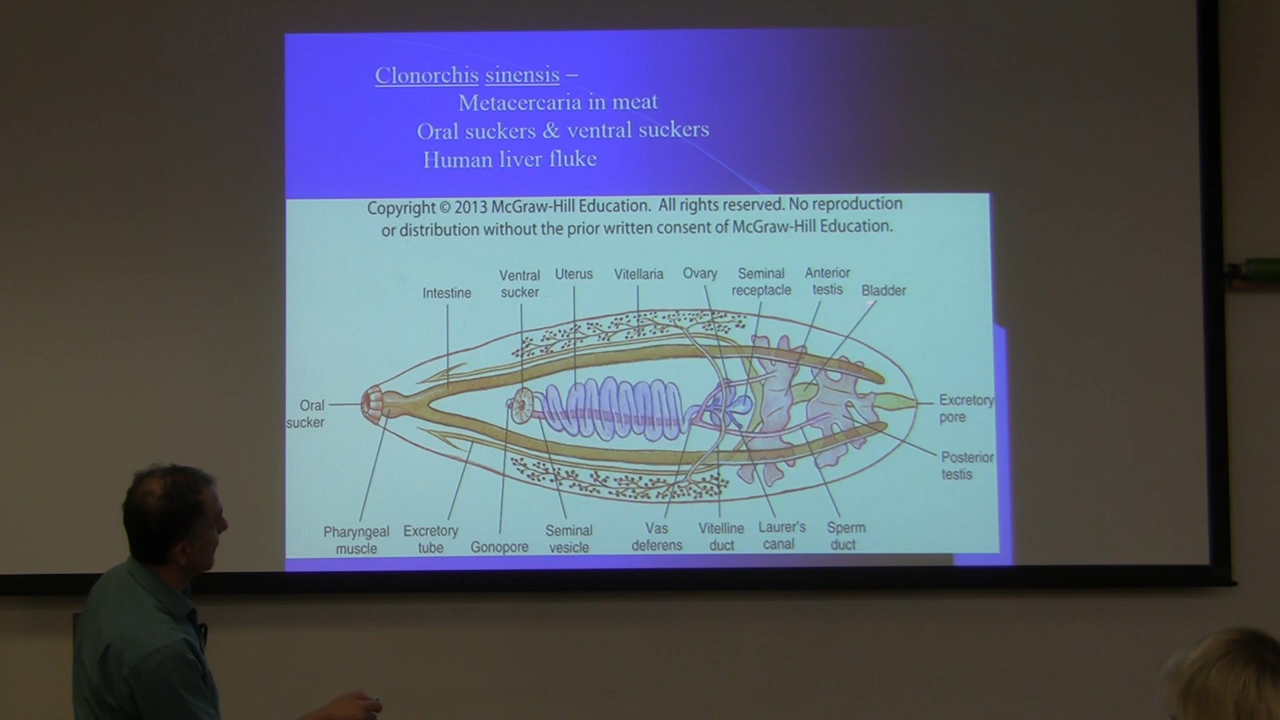 Clonorchis sinensis –
Metacercaria in meat
Oral suckers & ventral suckers
Human liver fluke
Copyright © 2013 McGraw-Hill Education. All rights reserved. No reproduction
or distribution without the prior written consent of McGraw-Hill Education.
Intestine
Ventral
sucker
Uterus
Vitellaria
Ovary
Seminal
receptacle
Anterior
testis
Bladder
Oral
sucker
Excretory
pore
Posterior
testis
Pharyngeal
muscle
Excretory
tube
Gonopore
Seminal
vesicle
Vas
deferens
Vitelline
duct
Laurer's
canal
Sperm
duct